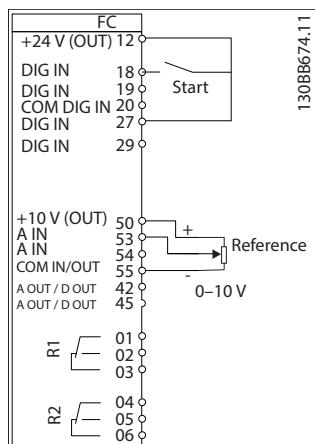 FC
+24 V (OUT) 12
DIG IN 18
DIG IN 19
COM DIG IN 20
DIG IN 27
DIG IN 29
Start
130BB674.11
+10 V (OUT) 50
A IN 53
A IN 54
COM IN/OUT 55
A OUT / D OUT 42
A OUT / D OUT 45
+
Reference
-
0–10 V
R1
01
02
03
R2
04
05
06